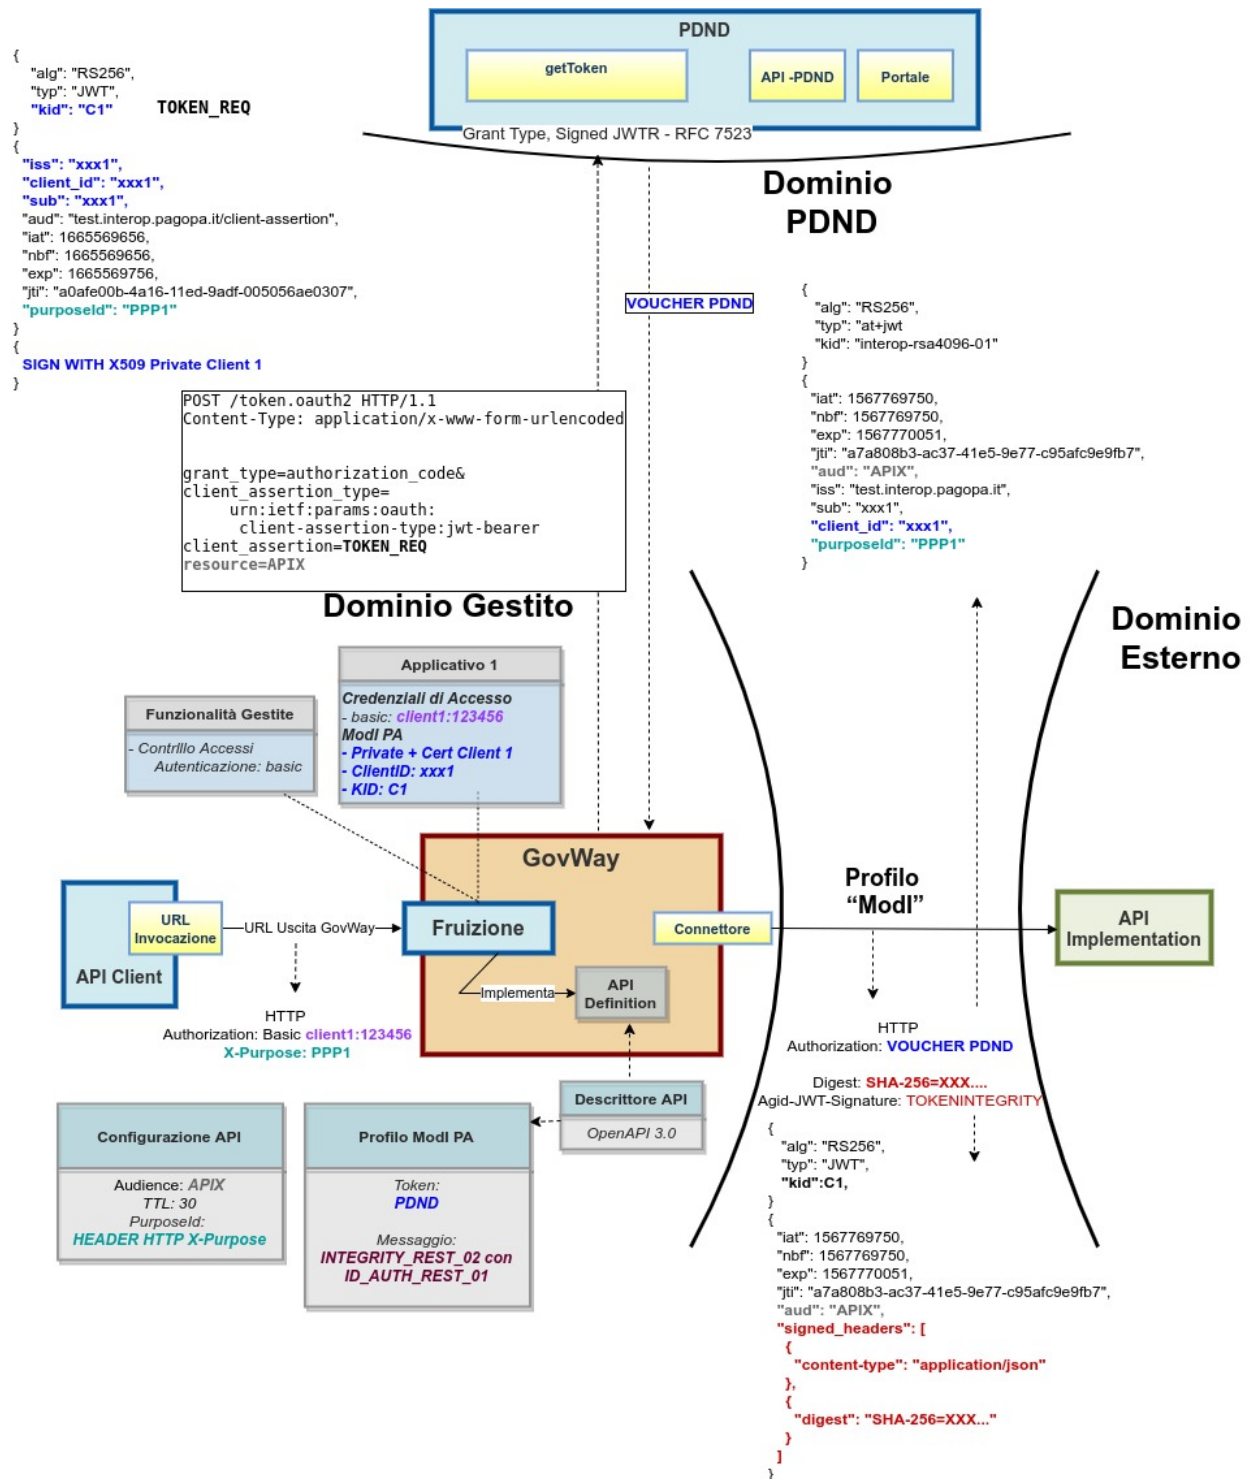 PDND
getToken
API -PDND
Portale
Grant Type, Signed JWTR - RFC 7523
{
"alg": "RS256",
"typ": "JWT",
"kid": "C1"
TOKEN_REQ
}
{
"iss": "xxx1",
"client_id": "xxx1",
"sub": "xxx1",
"aud": "test.interop.pagopa.it/client-assertion",
"iat": 1665569656,
"nbf": 1665569656,
"exp": 1665569756,
"jti": "a0afe00b-4a16-11ed-9adf-005056ae0307",
"purposeId": "PPP1"
}
{
SIGN WITH X509 Private Client 1
}
Dominio
PDND
VOUCHER PDND
{
"alg": "RS256",
"typ": "at+jwt
"kid": "interop-rsa4096-01"
}
{
"iat": 1567769750,
"nbf": 1567769750,
"exp": 1567770051,
"jti": "a7a808b3-ac37-41e5-9e77-c95afc9e9fb7",
"aud": "APIX",
"iss": "test.interop.pagopa.it",
"sub": "xxx1",
"client_id": "xxx1",
"purposeId": "PPP1"
}
POST /token.oauth2 HTTP/1.1
Content-Type: application/x-www-form-urlencoded
grant_type=authorization_code&
client_assertion_type=
urn:ietf:params:oauth:
client-assertion-type:jwt-bearer
client_assertion=TOKEN_REQ
resource=APIX
Dominio Gestito
Dominio
Esterno
Applicativo 1
Credenziali di Accesso
- basic: client1:123456
ModI PA
- Private + Cert Client 1
- ClientID: xxx1
- KID: C1
Funzionalità Gestite
- Contrlllo Accessi
Autenticazione: basic
GovWay
Fruizione
Connettore
Implementa
API
Definition
URL
Invocazione
API Client
URL Uscita GovWay
HTTP
Authorization: Basic client1:123456
X-Purpose: PPP1
Profilo
“ModI”
API
Implementation
HTTP
Authorization: VOUCHER PDND
Digest: SHA-256=XXX....
Agid-JWT-Signature: TOKENINTEGRITY
{
"alg": "RS256",
"typ": "JWT",
"kid":C1,
}
{
"iat": 1567769750,
"nbf": 1567769750,
"exp": 1567770051,
"jti": "a7a808b3-ac37-41e5-9e77-c95afc9e9fb7",
"aud": "APIX",
"signed_headers": [
{
"content-type": "application/json"
},
{
"digest": "SHA-256=XXX..."
}
]
}
Descrittore API
OpenAPI 3.0
Configurazione API
Audience: APIX
TTL: 30
PurposeId:
HEADER HTTP X-Purpose
Profilo ModI PA
Token:
PDND
Messaggio:
INTEGRITY_REST_02 con
ID_AUTH_REST_01